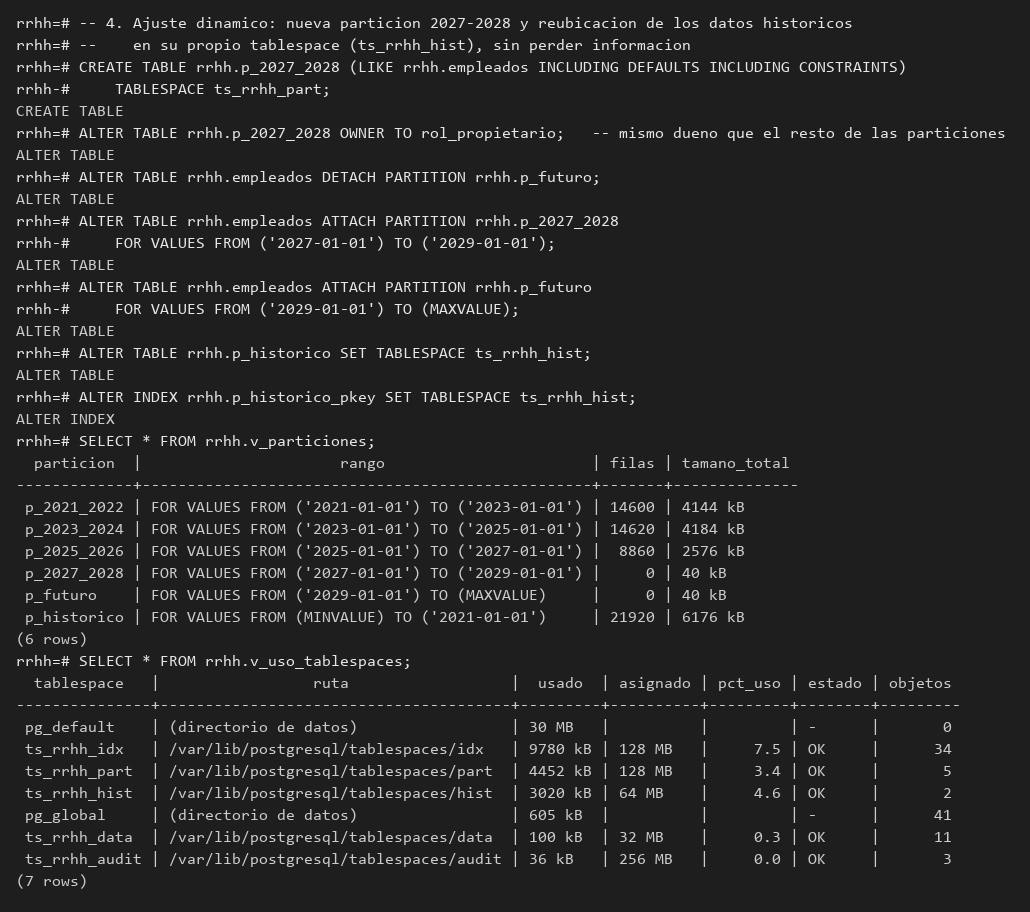 rrhh=# -- 4. Ajuste dinamico: nueva particion 2027-2028 y reubicacion de los datos historicos
rrhh=# --    en su propio tablespace (ts_rrhh_hist), sin perder informacion
rrhh=# CREATE TABLE rrhh.p_2027_2028 (LIKE rrhh.empleados INCLUDING DEFAULTS INCLUDING CONSTRAINTS)
rrhh-#     TABLESPACE ts_rrhh_part;
CREATE TABLE
rrhh=# ALTER TABLE rrhh.p_2027_2028 OWNER TO rol_propietario;   -- mismo dueno que el resto de las particiones
ALTER TABLE
rrhh=# ALTER TABLE rrhh.empleados DETACH PARTITION rrhh.p_futuro;
ALTER TABLE
rrhh=# ALTER TABLE rrhh.empleados ATTACH PARTITION rrhh.p_2027_2028
rrhh-#     FOR VALUES FROM ('2027-01-01') TO ('2029-01-01');
ALTER TABLE
rrhh=# ALTER TABLE rrhh.empleados ATTACH PARTITION rrhh.p_futuro
rrhh-#     FOR VALUES FROM ('2029-01-01') TO (MAXVALUE);
ALTER TABLE
rrhh=# ALTER TABLE rrhh.p_historico SET TABLESPACE ts_rrhh_hist;
ALTER TABLE
rrhh=# ALTER INDEX rrhh.p_historico_pkey SET TABLESPACE ts_rrhh_hist;
ALTER INDEX
rrhh=# SELECT * FROM rrhh.v_particiones;
  particion  |                      rango                       | filas | tamano_total
-------------+--------------------------------------------------+-------+--------------
 p_2021_2022 | FOR VALUES FROM ('2021-01-01') TO ('2023-01-01') | 14600 | 4144 kB
 p_2023_2024 | FOR VALUES FROM ('2023-01-01') TO ('2025-01-01') | 14620 | 4184 kB
 p_2025_2026 | FOR VALUES FROM ('2025-01-01') TO ('2027-01-01') |  8860 | 2576 kB
 p_2027_2028 | FOR VALUES FROM ('2027-01-01') TO ('2029-01-01') |     0 | 40 kB
 p_futuro    | FOR VALUES FROM ('2029-01-01') TO (MAXVALUE)     |     0 | 40 kB
 p_historico | FOR VALUES FROM (MINVALUE) TO ('2021-01-01')     | 21920 | 6176 kB
(6 rows)
rrhh=# SELECT * FROM rrhh.v_uso_tablespaces;
  tablespace   |                 ruta                  |  usado  | asignado | pct_uso | estado | objetos
---------------+---------------------------------------+---------+----------+---------+--------+---------
 pg_default    | (directorio de datos)                 | 30 MB   |          |         | -      |       0
 ts_rrhh_idx   | /var/lib/postgresql/tablespaces/idx   | 9780 kB | 128 MB   |     7.5 | OK     |      34
 ts_rrhh_part  | /var/lib/postgresql/tablespaces/part  | 4452 kB | 128 MB   |     3.4 | OK     |       5
 ts_rrhh_hist  | /var/lib/postgresql/tablespaces/hist  | 3020 kB | 64 MB    |     4.6 | OK     |       2
 pg_global     | (directorio de datos)                 | 605 kB  |          |         | -      |      41
 ts_rrhh_data  | /var/lib/postgresql/tablespaces/data  | 100 kB  | 32 MB    |     0.3 | OK     |      11
 ts_rrhh_audit | /var/lib/postgresql/tablespaces/audit | 36 kB   | 256 MB   |     0.0 | OK     |       3
(7 rows)